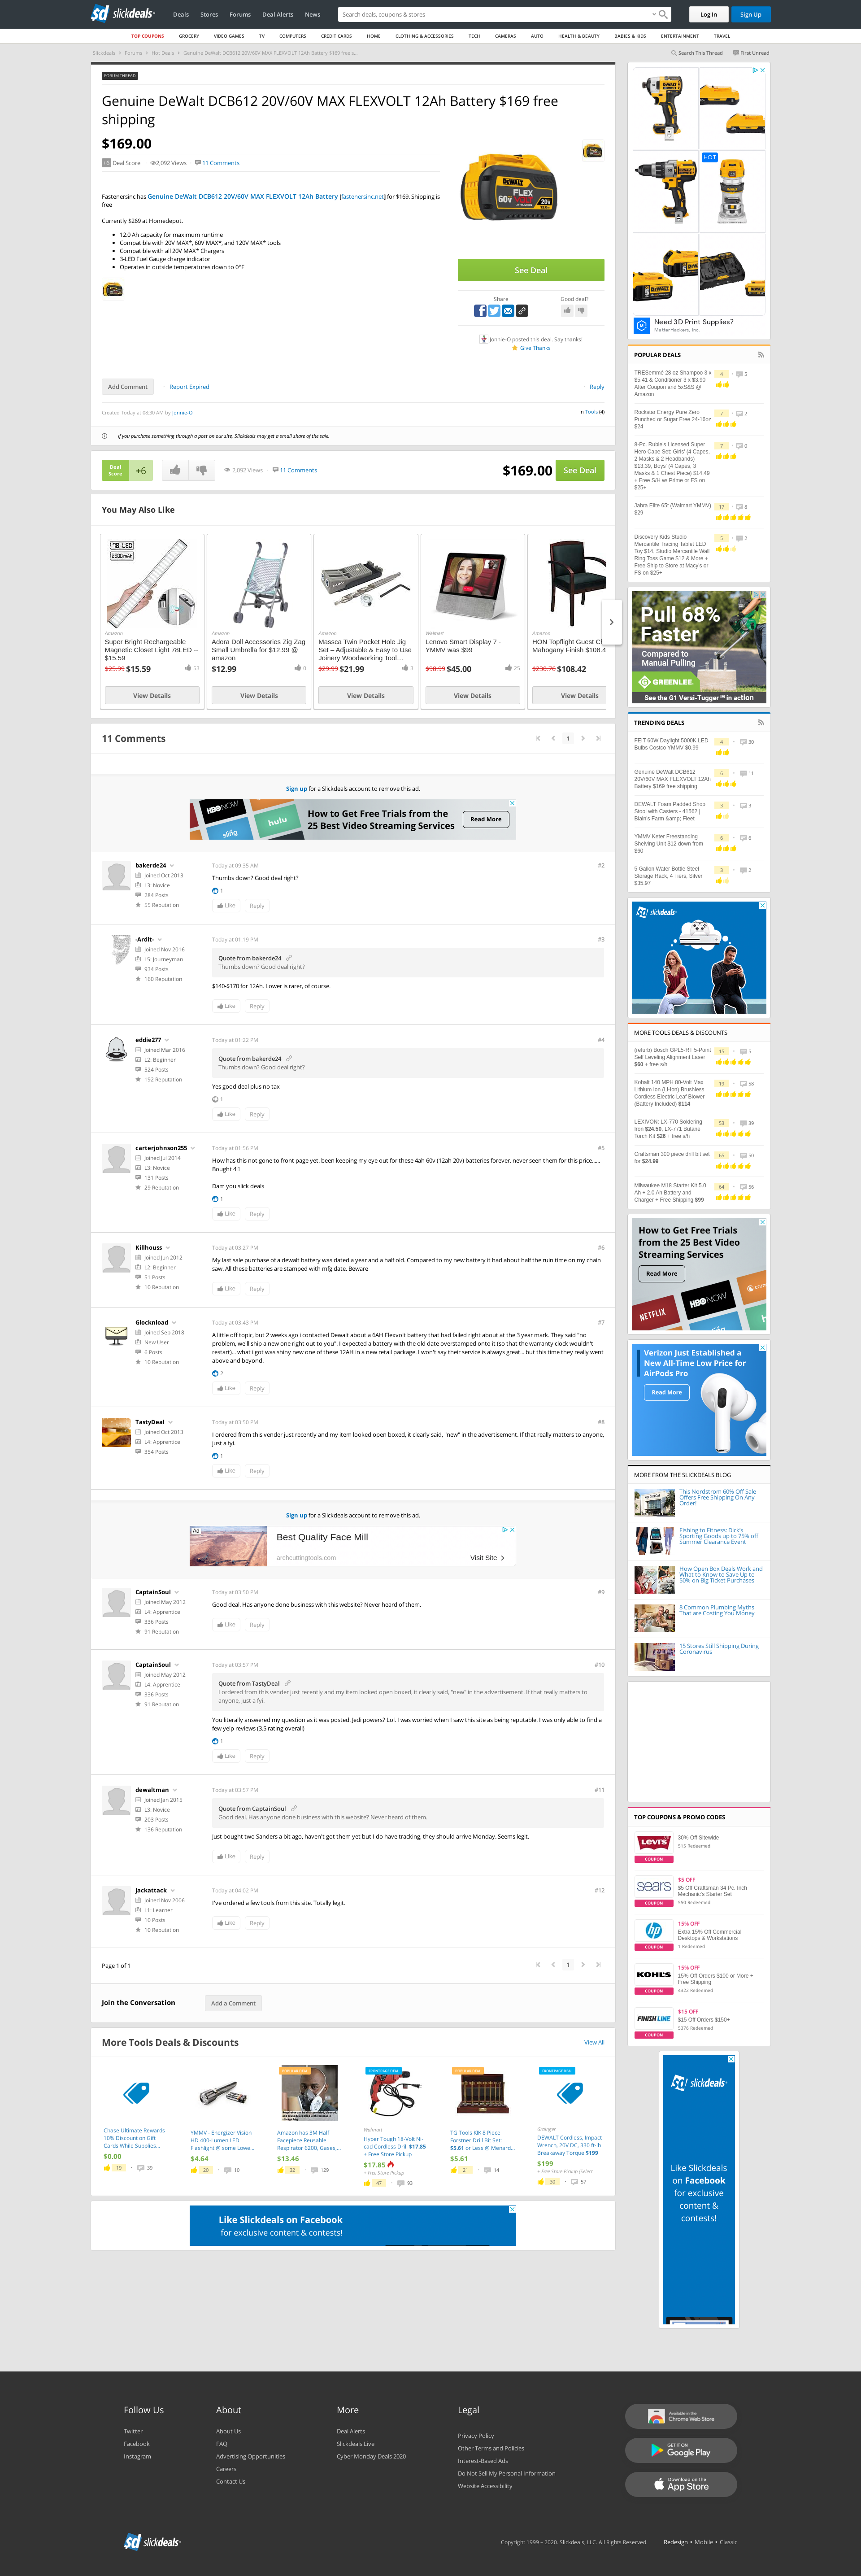 slickdeals
Deals Stores Forums Deal Alerts News
Search deals, coupons & stores
Log In Sign Up
TOP COUPONS GROCERY VIDEO GAMES TV COMPUTERS CREDIT CARDS HOME CLOTHING & ACCESSORIES TECH CAMERAS AUTO HEALTH & BEAUTY BABIES & KIDS ENTERTAINMENT TRAVEL
Slickdeals Forums Hot Deals Genuine DeWalt DCB612 20V/60V MAX FLEXVOLT 12Ah Battery $169 free s...
Search This Thread First Unread
FORUM THREAD
Genuine DeWalt DCB612 20V/60V MAX FLEXVOLT 12Ah Battery $169 free
shipping
$169.00
+6 Deal Score 2,092 Views 11 Comments
Fastenersinc has Genuine DeWalt DCB612 20V/60V MAX FLEXVOLT 12Ah Battery [fastenersinc.net] for $169. Shipping is
free
Currently $269 at Homedepot.
12.0 Ah capacity for maximum runtime
Compatible with 20V MAX*, 60V MAX*, and 120V MAX* tools
Compatible with all 20V MAX* Chargers
3-LED Fuel Gauge charge indicator
Operates in outside temperatures down to 0°F
See Deal
Share Good deal?
Jonnie-O posted this deal. Say thanks!
Give Thanks
Add Comment Report Expired Reply
Created Today at 08:30 AM by Jonnie-O
in Tools (4)
If you purchase something through a post on our site, Slickdeals may get a small share of the sale.
Deal
Score +6 2,092 Views 11 Comments $169.00 See Deal
You May Also Like
Amazon
Super Bright Rechargeable
Magnetic Closet Light 78LED --
$15.59
$25.99 $15.59 53
View Details
Amazon
Adora Doll Accessories Zig Zag
Small Umbrella for $12.99 @
amazon
$12.99 0
View Details
Amazon
Massca Twin Pocket Hole Jig
Set – Adjustable & Easy to Use
Joinery Woodworking Tool…
$29.99 $21.99 3
View Details
Walmart
Lenovo Smart Display 7 -
YMMV was $99
$98.99 $45.00 25
View Details
Amazon
HON Topflight Guest Ch
Mahogany Finish $108.4
$230.76 $108.42
View Details
11 Comments
1
Sign up for a Slickdeals account to remove this ad.
HBO NOW
sling
hulu
How to Get Free Trials from the
25 Best Video Streaming Services
Read More
bakerde24
Joined Oct 2013
L3: Novice
284 Posts
55 Reputation
Today at 09:35 AM #2
Thumbs down? Good deal right?
1
Like Reply
-Ardit-
Joined Nov 2016
L5: Journeyman
934 Posts
160 Reputation
Today at 01:19 PM #3
Quote from bakerde24
Thumbs down? Good deal right?
$140-$170 for 12Ah. Lower is rarer, of course.
Like Reply
eddie277
Joined Mar 2016
L2: Beginner
524 Posts
192 Reputation
Today at 01:22 PM #4
Quote from bakerde24
Thumbs down? Good deal right?
Yes good deal plus no tax
1
Like Reply
carterjohnson255
Joined Jul 2014
L3: Novice
131 Posts
29 Reputation
Today at 01:56 PM #5
How has this not gone to front page yet. been keeping my eye out for these 4ah 60v (12ah 20v) batteries forever. never seen them for this price......
Bought 4
Dam you slick deals
1
Like Reply
Killhouss
Joined Jun 2012
L2: Beginner
51 Posts
10 Reputation
Today at 03:27 PM #6
My last sale purchase of a dewalt battery was dated a year and a half old. Compared to my new battery it had about half the ruin time on my chain
saw. All these batteries are stamped with mfg date. Beware
Like Reply
Glocknload
Joined Sep 2018
New User
6 Posts
10 Reputation
Today at 03:43 PM #7
A little off topic, but 2 weeks ago i contacted Dewalt about a 6AH Flexvolt battery that had failed right about at the 3 year mark. They said "no
problem, we'll ship a new one right out to you". I expected a battery with the old date overstamped onto it (so that the warranty clock wouldn't
restart)... what i got was shiny new one of these 12AH in a new retail package. I won't say their service is always great... but this time they really went
above and beyond.
2
Like Reply
TastyDeal
Joined Oct 2013
L4: Apprentice
354 Posts
Today at 03:50 PM #8
I ordered from this vender just recently and my item looked open boxed, it clearly said, "new" in the advertisement. If that really matters to anyone,
just a fyi.
1
Like Reply
Sign up for a Slickdeals account to remove this ad.
Ad
Best Quality Face Mill
archcuttingtools.com
Visit Site
CaptainSoul
Joined May 2012
L4: Apprentice
336 Posts
91 Reputation
Today at 03:50 PM #9
Good deal. Has anyone done business with this website? Never heard of them.
Like Reply
CaptainSoul
Joined May 2012
L4: Apprentice
336 Posts
91 Reputation
Today at 03:57 PM #10
Quote from TastyDeal
I ordered from this vender just recently and my item looked open boxed, it clearly said, "new" in the advertisement. If that really matters to
anyone, just a fyi.
You literally answered my question as it was posted. Jedi powers? Lol. I was worried when I saw this site as being reputable. I was only able to find a
few yelp reviews (3.5 rating overall)
1
Like Reply
dewaltman
Joined Jan 2015
L3: Novice
203 Posts
136 Reputation
Today at 03:57 PM #11
Quote from CaptainSoul
Good deal. Has anyone done business with this website? Never heard of them.
Just bought two Sanders a bit ago, haven't got them yet but I do have tracking, they should arrive Monday. Seems legit.
Like Reply
jackattack
Joined Nov 2006
L1: Learner
10 Posts
10 Reputation
Today at 04:02 PM #12
I've ordered a few tools from this site. Totally legit.
Like Reply
Page 1 of 1 1
Join the Conversation Add a Comment
More Tools Deals & Discounts View All
Chase Ultimate Rewards
10% Discount on Gift
Cards While Supplies...
$0.00
19 39
YMMV - Energizer Vision
HD 400-Lumen LED
Flashlight @ some Lowe...
$4.64
20 10
Amazon has 3M Half
Facepiece Reusable
Respirator 6200, Gases,...
$13.46
32 129
FRONTPAGE DEAL
Walmart
Hyper Tough 18-Volt Ni-
cad Cordless Drill $17.85
+ Free Store Pickup
$17.85
+ Free Store Pickup
47 93
TG Tools KIK 8 Piece
Forstner Drill Bit Set:
$5.61 or Less @ Menard...
$5.61
21 14
FRONTPAGE DEAL
Grainger
DEWALT Cordless, Impact
Wrench, 20V DC, 330 ft-lb
Breakaway Torque $199
$199
+ Free Store Pickup (Select
30 57
Like Slickdeals on Facebook
for exclusive content & contests!
HOT
Need 3D Print Supplies?
MatterHackers, Inc.
POPULAR DEALS
TRESemmé 28 oz Shampoo 3 x
$5.41 & Conditioner 3 x $3.90
After Coupon and 5xS&S @
Amazon
4 5
Rockstar Energy Pure Zero
Punched or Sugar Free 24-16oz
$24
7 2
8-Pc. Rubie's Licensed Super
Hero Cape Set: Girls' (4 Capes,
2 Masks & 2 Headbands)
$13.39, Boys' (4 Capes, 3
Masks & 1 Chest Piece) $14.49
+ Free S/H w/ Prime or FS on
$25+
7 0
Jabra Elite 65t (Walmart YMMV)
$29
17 8
Discovery Kids Studio
Mercantile Tracing Tablet LED
Toy $14, Studio Mercantile Wall
Ring Toss Game $12 & More +
Free Ship to Store at Macy's or
FS on $25+
5 2
Pull 68%
Faster
Compared to
Manual Pulling
GREENLEE.
See the G1 Versi-Tugger™ in action
TRENDING DEALS
FEIT 60W Daylight 5000K LED
Bulbs Costco YMMV $0.99
4 30
Genuine DeWalt DCB612
20V/60V MAX FLEXVOLT 12Ah
Battery $169 free shipping
6 11
DEWALT Foam Padded Shop
Stool with Casters - 41562 |
Blain's Farm &amp; Fleet
3 3
YMMV Keter Freestanding
Shelving Unit $12 down from
$60
6 6
5 Gallon Water Bottle Steel
Storage Rack, 4 Tiers, Silver
$35.97
3 2
slickdeals
MORE TOOLS DEALS & DISCOUNTS
(refurb) Bosch GPL5-RT 5-Point
Self Leveling Alignment Laser
$60 + free s/h
15 5
Kobalt 140 MPH 80-Volt Max
Lithium Ion (Li-Ion) Brushless
Cordless Electric Leaf Blower
(Battery Included) $114
19 58
LEXIVON: LX-770 Soldering
Iron $24.50, LX-771 Butane
Torch Kit $26 + free s/h
53 39
Craftsman 300 piece drill bit set
for $24.99
65 50
Milwaukee M18 Starter Kit 5.0
Ah + 2.0 Ah Battery and
Charger + Free Shipping $99
64 56
How to Get Free Trials
from the 25 Best Video
Streaming Services
Read More
NETFLIX
Verizon Just Established a
New All-Time Low Price for
AirPods Pro
Read More
MORE FROM THE SLICKDEALS BLOG
This Nordstrom 60% Off Sale
Offers Free Shipping On Any
Order!
Fishing to Fitness: Dick's
Sporting Goods up to 75% off
Summer Clearance Event
How Open Box Deals Work and
What to Know to Save Up to
50% on Big Ticket Purchases
8 Common Plumbing Myths
That are Costing You Money
15 Stores Still Shipping During
Coronavirus
TOP COUPONS & PROMO CODES
LEVI'S
COUPON
30% Off Sitewide
515 Redeemed
sears
COUPON
$5 OFF
$5 Off Craftsman 34 Pc. Inch
Mechanic's Starter Set
550 Redeemed
hp
COUPON
15% OFF
Extra 15% Off Commercial
Desktops & Workstations
1 Redeemed
KOHL'S
COUPON
15% OFF
15% Off Orders $100 or More +
Free Shipping
4322 Redeemed
FINISH LINE
COUPON
$15 OFF
$15 Off Orders $150+
5376 Redeemed
slickdeals
Like Slickdeals
on Facebook
for exclusive
content &
contests!
Follow Us
Twitter
Facebook
Instagram
About
About Us
FAQ
Advertising Opportunities
Careers
Contact Us
More
Deal Alerts
Slickdeals Live
Cyber Monday Deals 2020
Legal
Privacy Policy
Other Terms and Policies
Interest-Based Ads
Do Not Sell My Personal Information
Website Accessibility
Available in the
Chrome Web Store
GET IT ON
Google Play
Download on the
App Store
slickdeals
Copyright 1999 – 2020. Slickdeals, LLC. All Rights Reserved. Redesign • Mobile • Classic